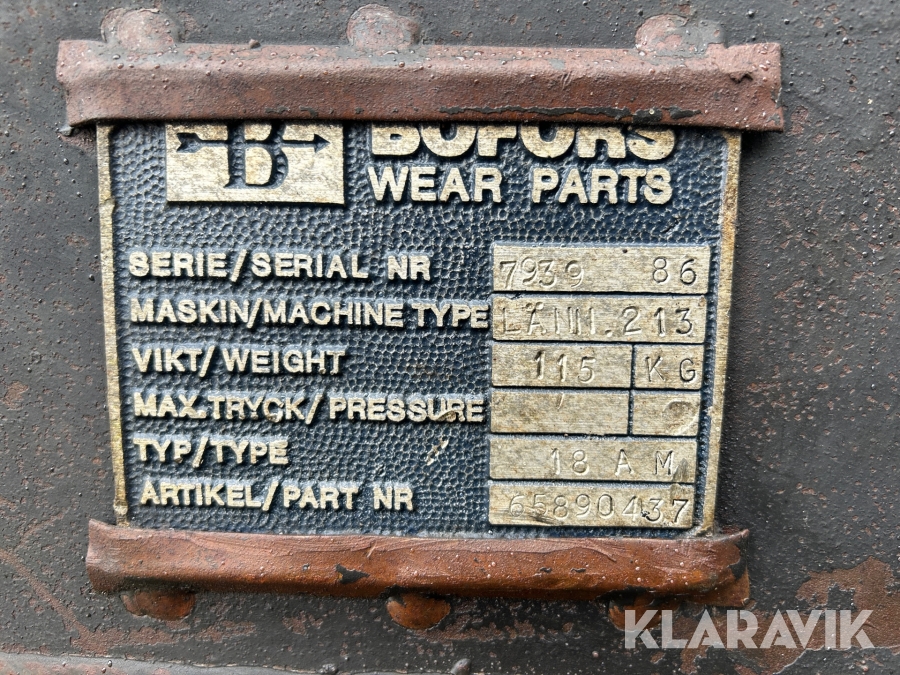 B BOFORS
WEAR PARTS
SERIE/SERIAL NR 7939 86
MASKIN/MACHINE TYPE LÄNN.213
VIKT/WEIGHT 115 KG
MAX.TRYCK/PRESSURE
TYP/TYPE 18 A M
ARTIKEL/PART NR 65890437
KLARAVIK